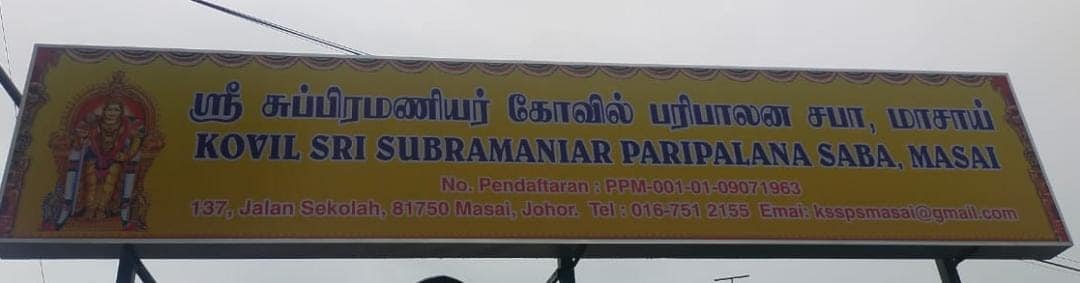 ஸ்ரீ சுப்பிரமணியர் கோவில் பரிபாலன சபா, மாசாய்
KOVIL SRI SUBRAMANIAR PARIPALANA SABA, MASAI
No. Pendaftaran : PPM-001-01-09071963
137, Jalan Sekolah, 81750 Masai, Johor. Tel : 016-751 2155 Emai:ksspsmasai@gmail.com